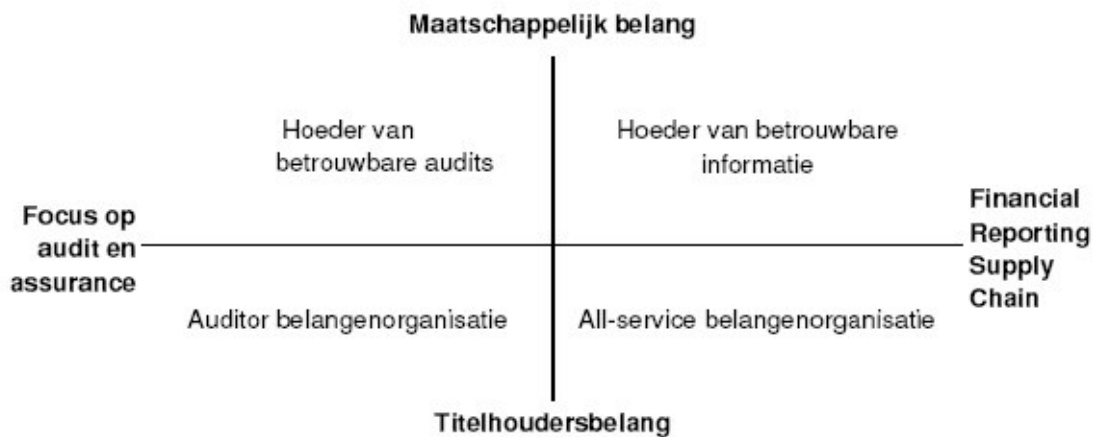 Maatschappelijk belang
Hoeder van
betrouwbare audits
Hoeder van betrouwbare
informatie
Focus op
audit en
assurance
Financial
Reporting
Supply
Chain
Auditor belangenorganisatie
All-service belangenorganisatie
Titelhoudersbelang